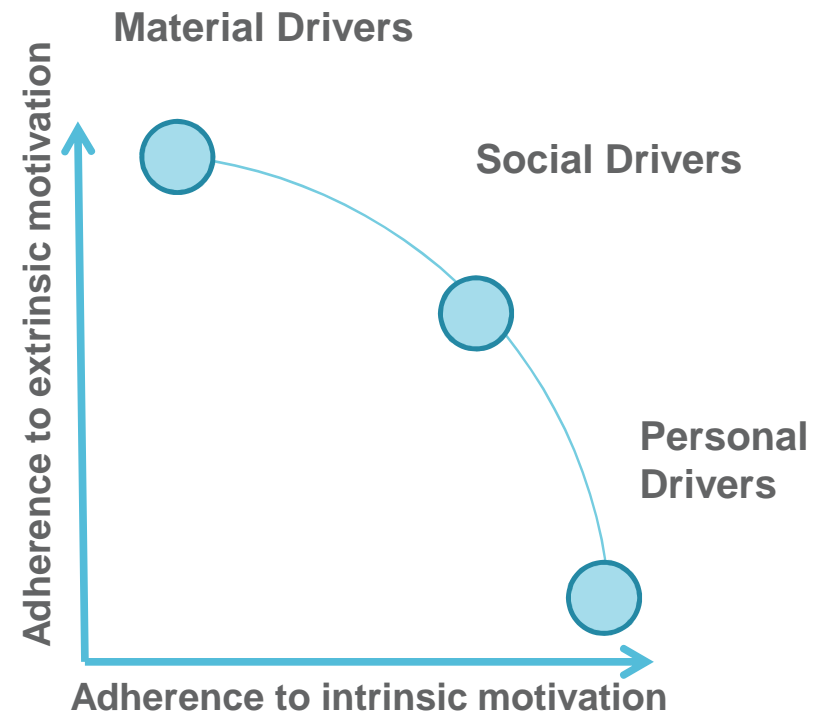 Material Drivers
Adherence to extrinsic motivation
Social Drivers
Personal
Drivers
Adherence to intrinsic motivation